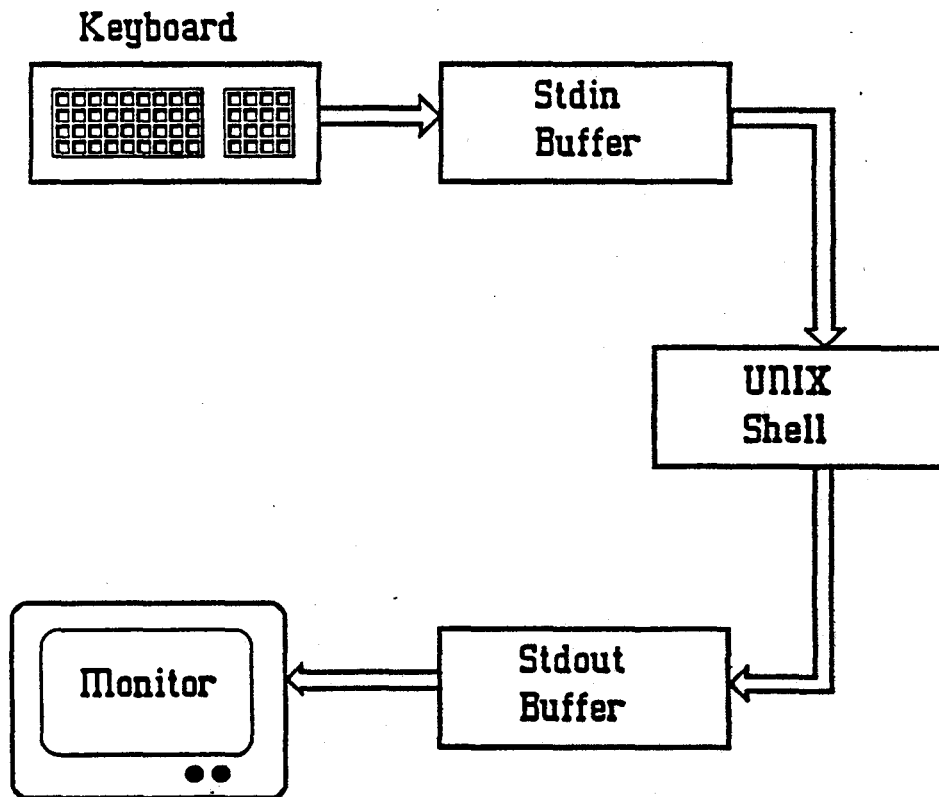 Keyboard
Stdin
Buffer
UNIX
Shell
Stdout
Buffer
Monitor